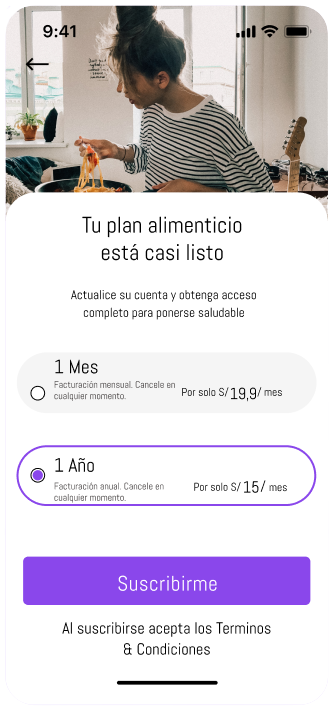 9:41
Tu plan alimenticio
está casi listo
Actualice su cuenta y obtenga acceso
completo para ponerse saludable
1 Mes
Facturación mensual. Cancele en
cualquier momento.
Por solo S/19,9/ mes
1 Año
Facturación anual. Cancele en
cualquier momento.
Por solo S/15/ mes
Suscribirme
Al suscribirse acepta los Terminos
& Condiciones